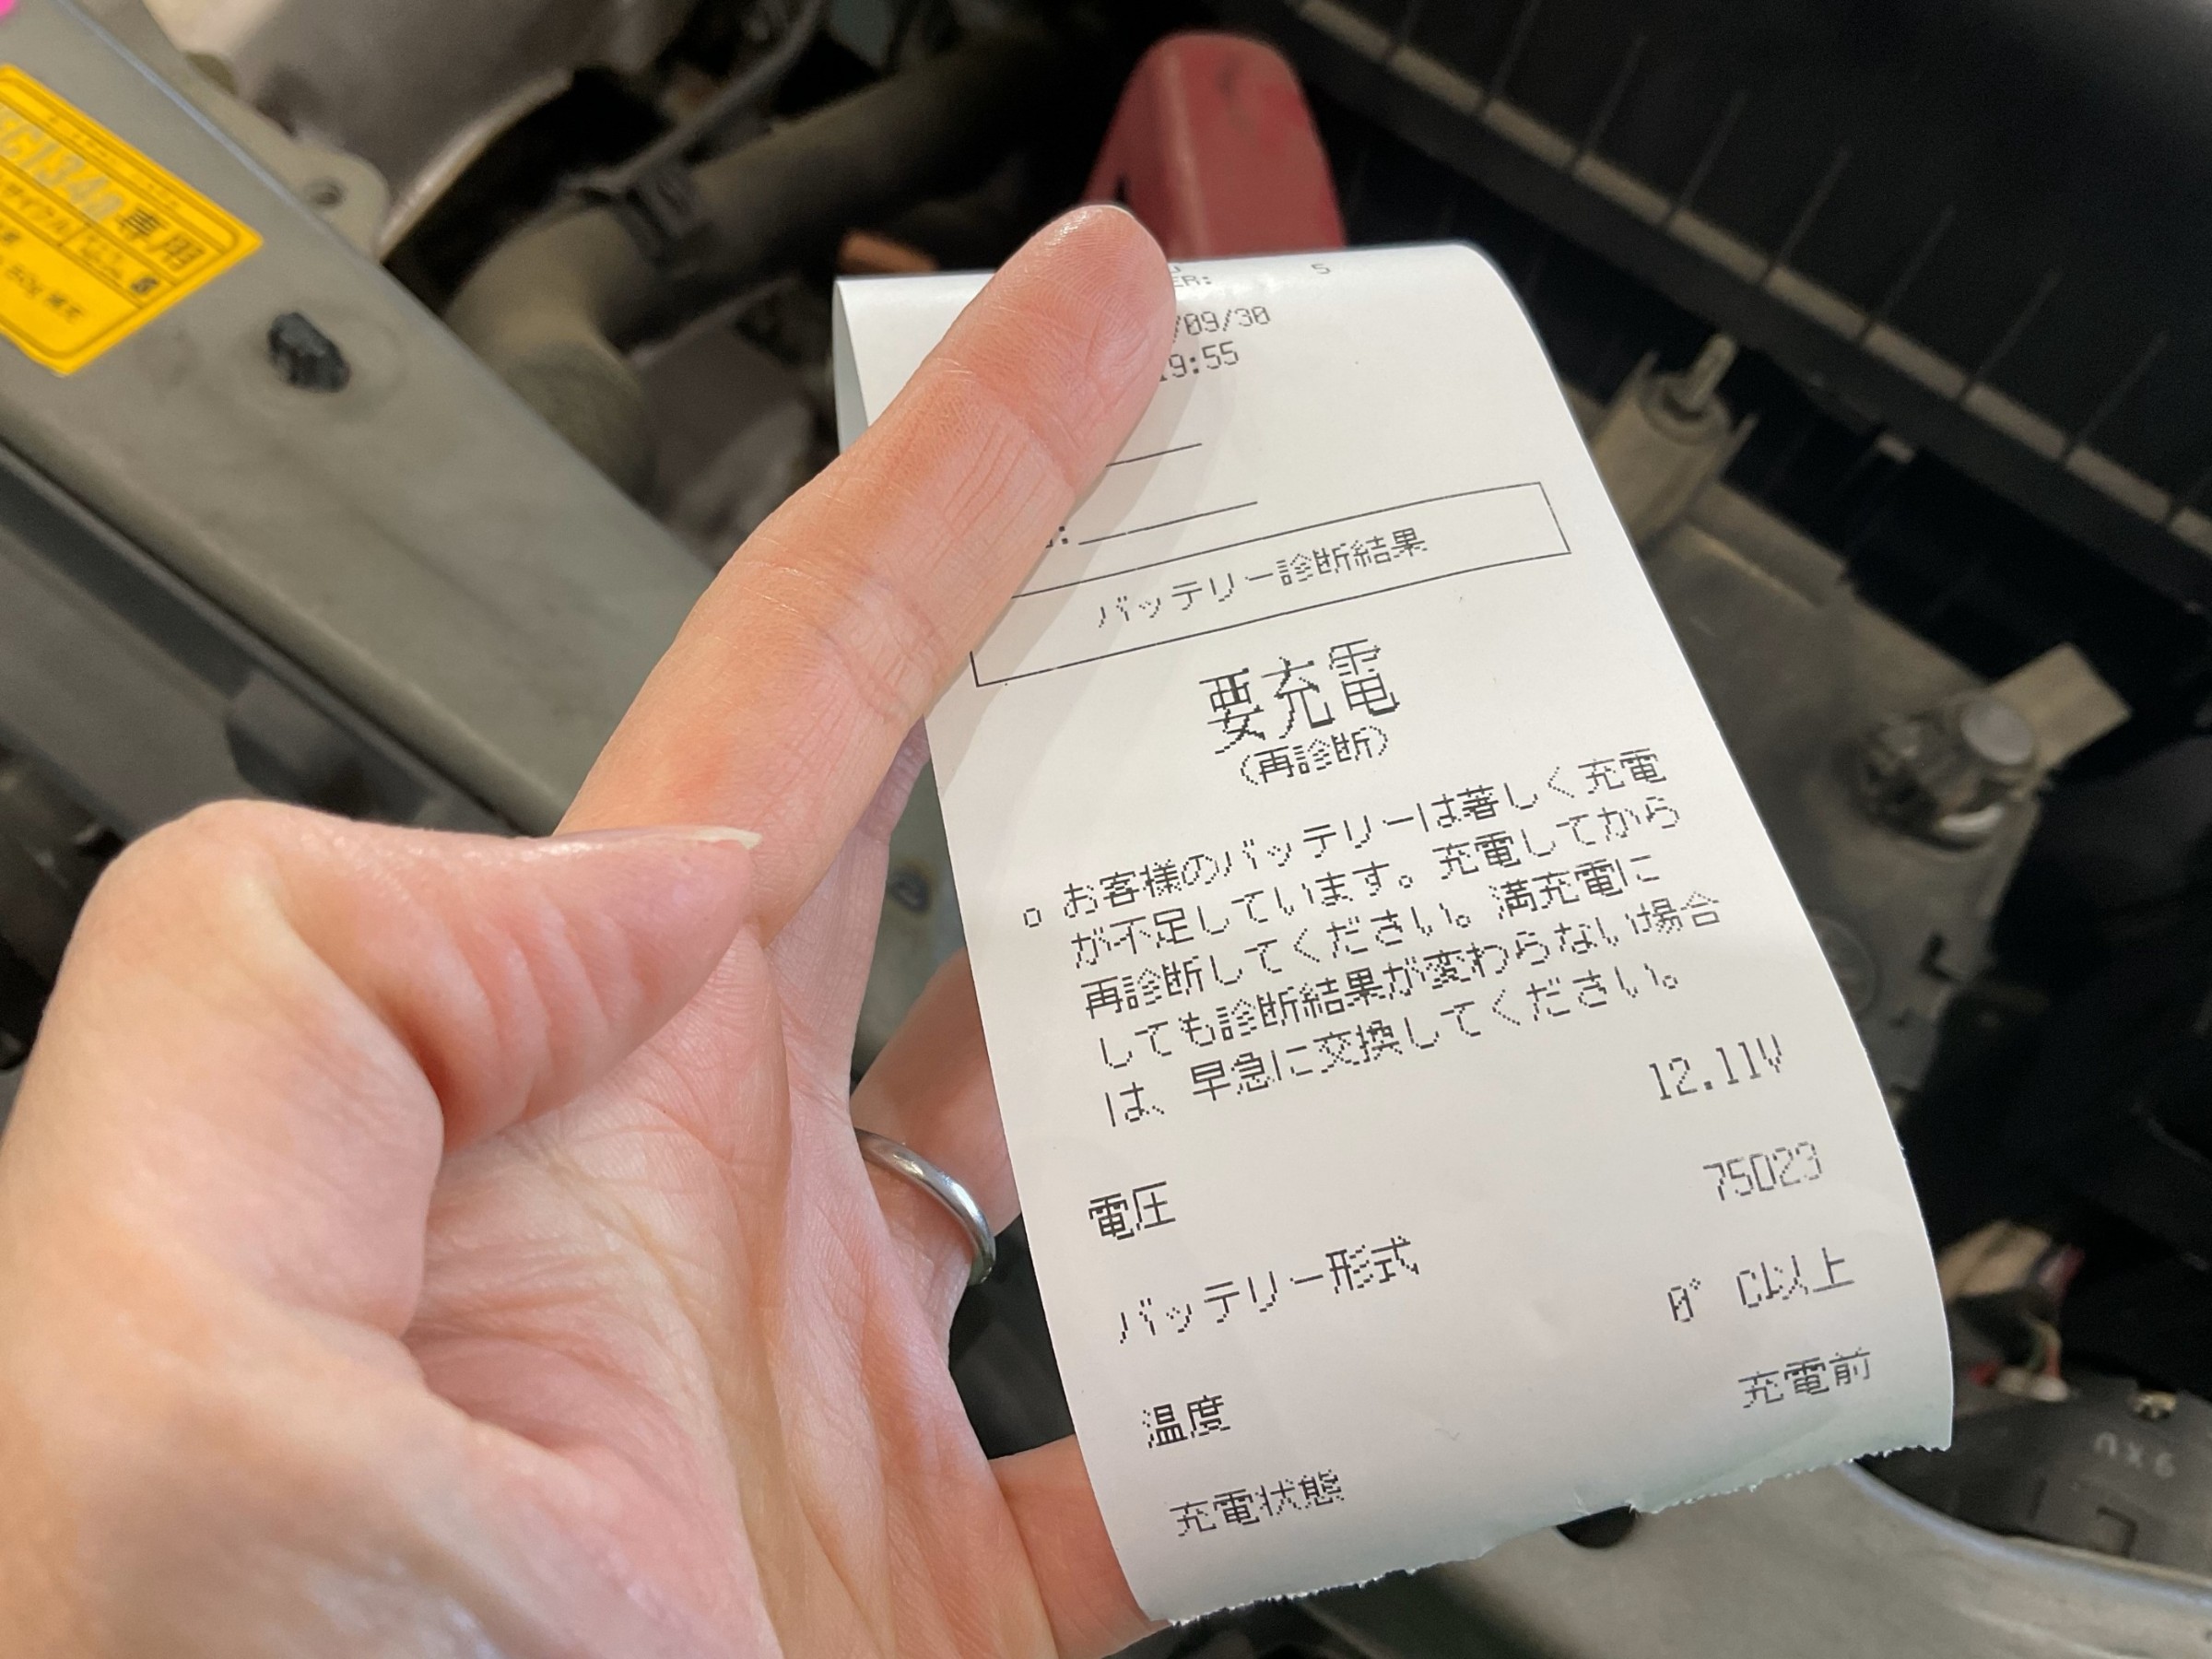 専用
5
/09/30
9:55
バッテリー診断結果
要充電
(再診断)
o お客様のバッテリーは著しく充電
が不足しています。充電してから
再診断してください。満充電に
しても診断結果が変わらない場合
は、早急に交換してください。
電圧 12.11V
バッテリー形式 75D23
温度 0° C以上
充電状態 充電前